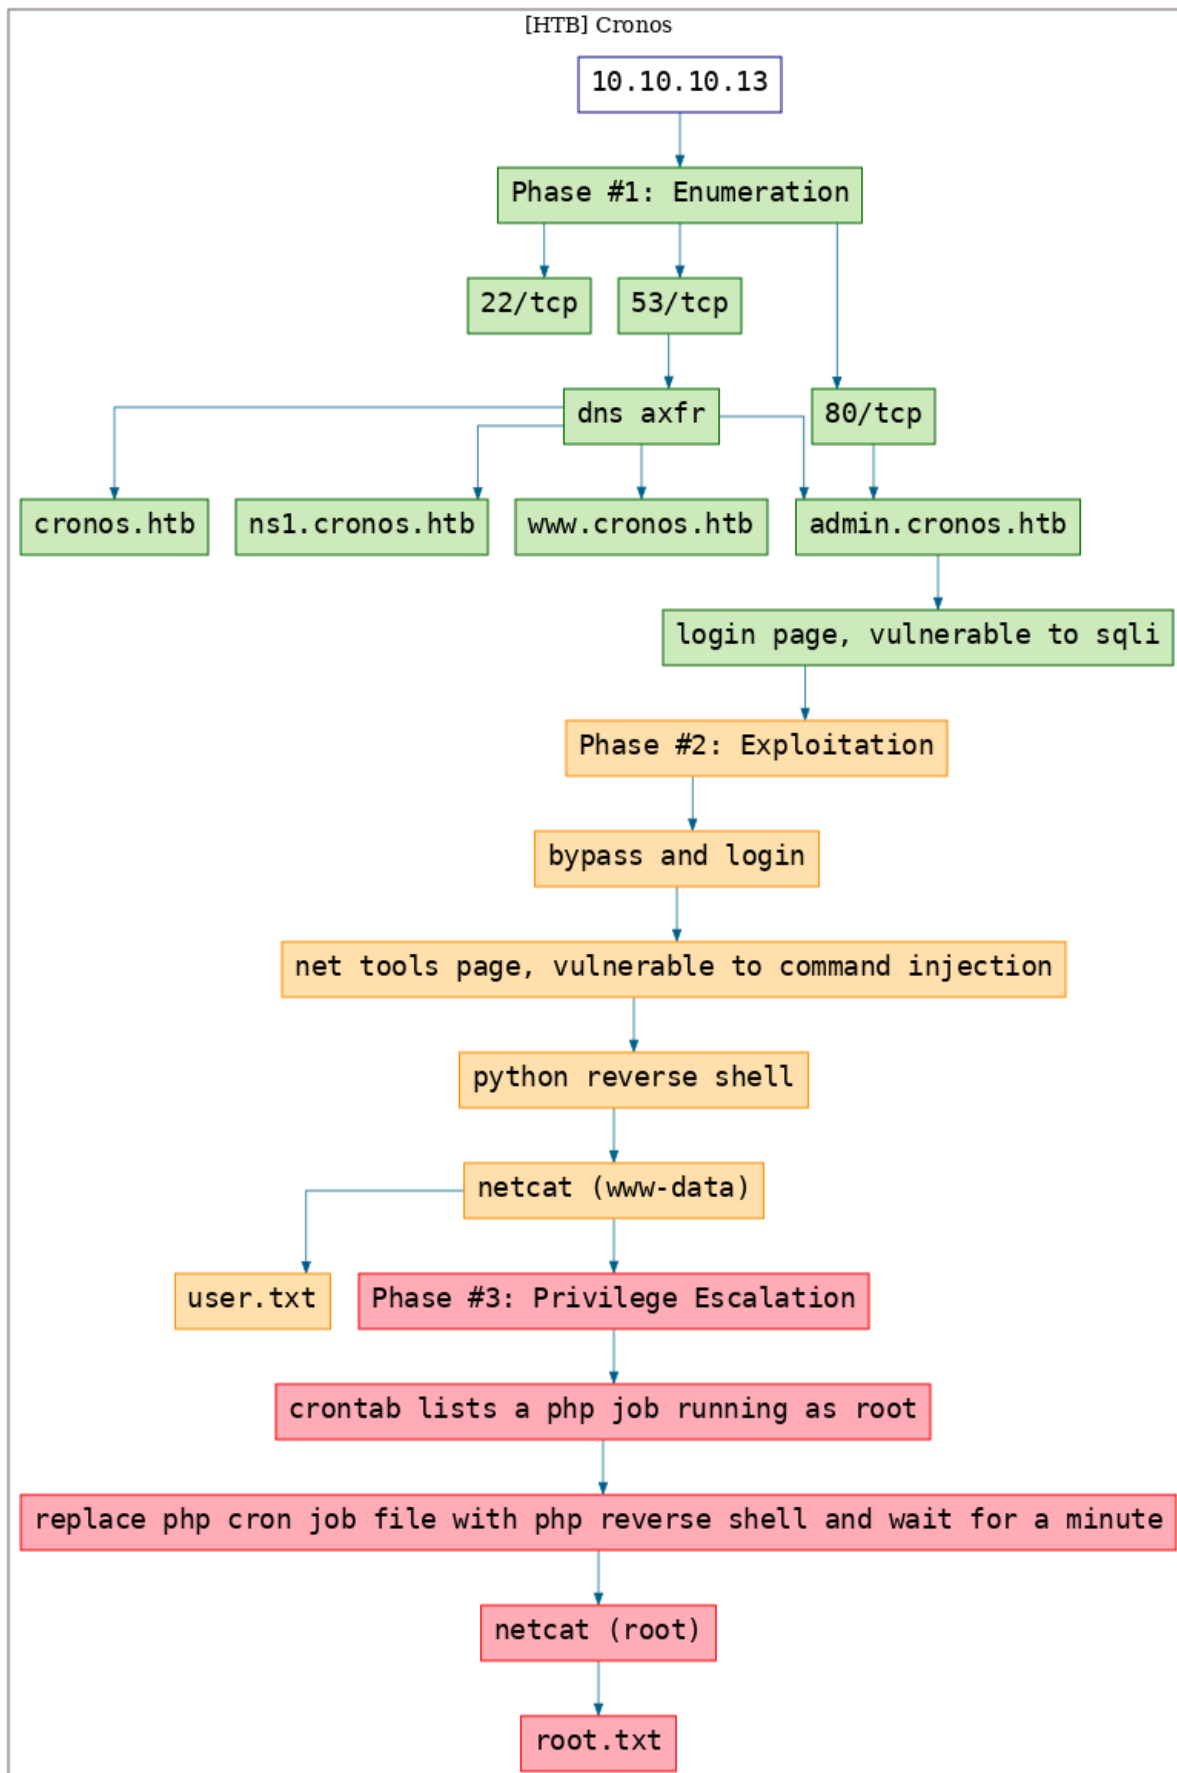 [HTB] Cronos
10.10.10.13
Phase #1: Enumeration
22/tcp
53/tcp
dns axfr
80/tcp
cronos.htb
ns1.cronos.htb
www.cronos.htb
admin.cronos.htb
login page, vulnerable to sqli
Phase #2: Exploitation
bypass and login
net tools page, vulnerable to command injection
python reverse shell
netcat (www-data)
user.txt
Phase #3: Privilege Escalation
crontab lists a php job running as root
replace php cron job file with php reverse shell and wait for a minute
netcat (root)
root.txt